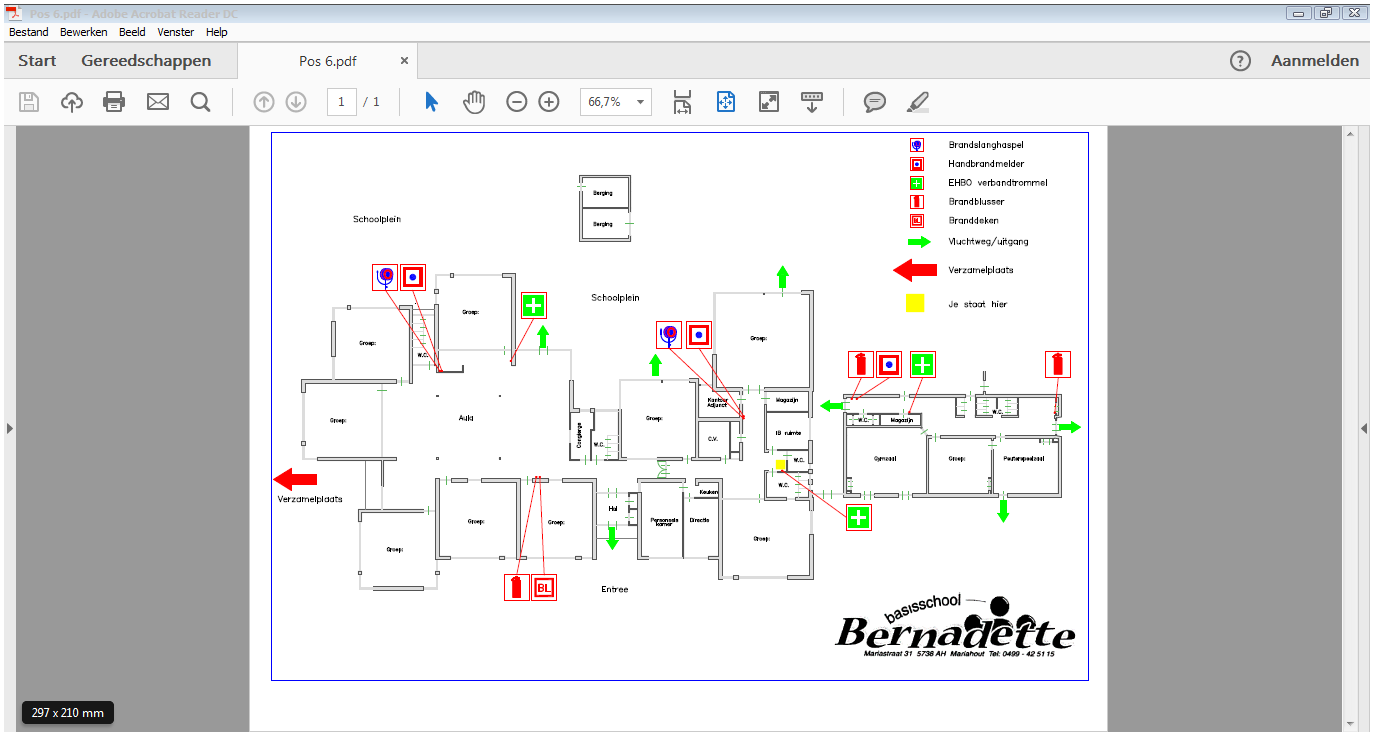 Pos 6.pdf - Adobe Acrobat Reader DC
Bestand Bewerken Beeld Venster Help
Start Gereedschappen Pos 6.pdf × ? Aanmelden
1 / 1 66,7%
Brandslanghaspel
Handbrandmelder
EHBO verbandtrommel
Brandblusser
BL Branddeken
Vluchtweg/uitgang
Verzamelplaats
Je staat hier
Berging
Berging
Schoolplein
Schoolplein
Groep:
Groep:
W.C.
Groep:
Groep:
Aula
Groep:
Kantoor
Adjunct
Magazijn
IB ruimte
C.V.
W.C.
W.C.
Concierge
W.C.
W.C.
Magazijn
W.C.
Gymzaal
Groep:
Peuterspeelzaal
Verzamelplaats
Groep:
Groep:
Groep:
Hal
Personeels
kamer
Directie
Keuken
Groep:
BL
Entree
basisschool
Bernadette
Mariastraat 31 5738 AH Mariahout Tel: 0499 - 42 51 15
297 x 210 mm